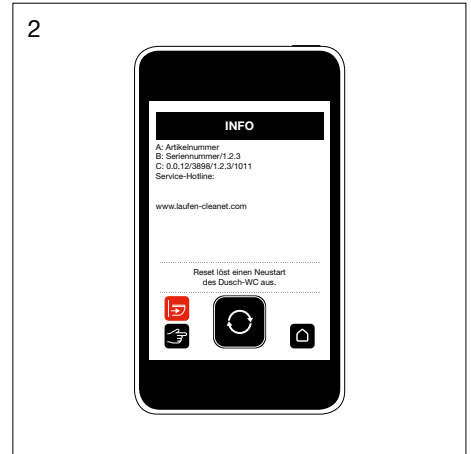 2
INFO
A: Artikelnummer
B: Seriennummer/1.2.3
C: 0.0.12/3898/1.2.3/1011
Service-Hotline:
www.laufen-cleanet.com
Reset löst einen Neustart
des Dusch-WC aus.